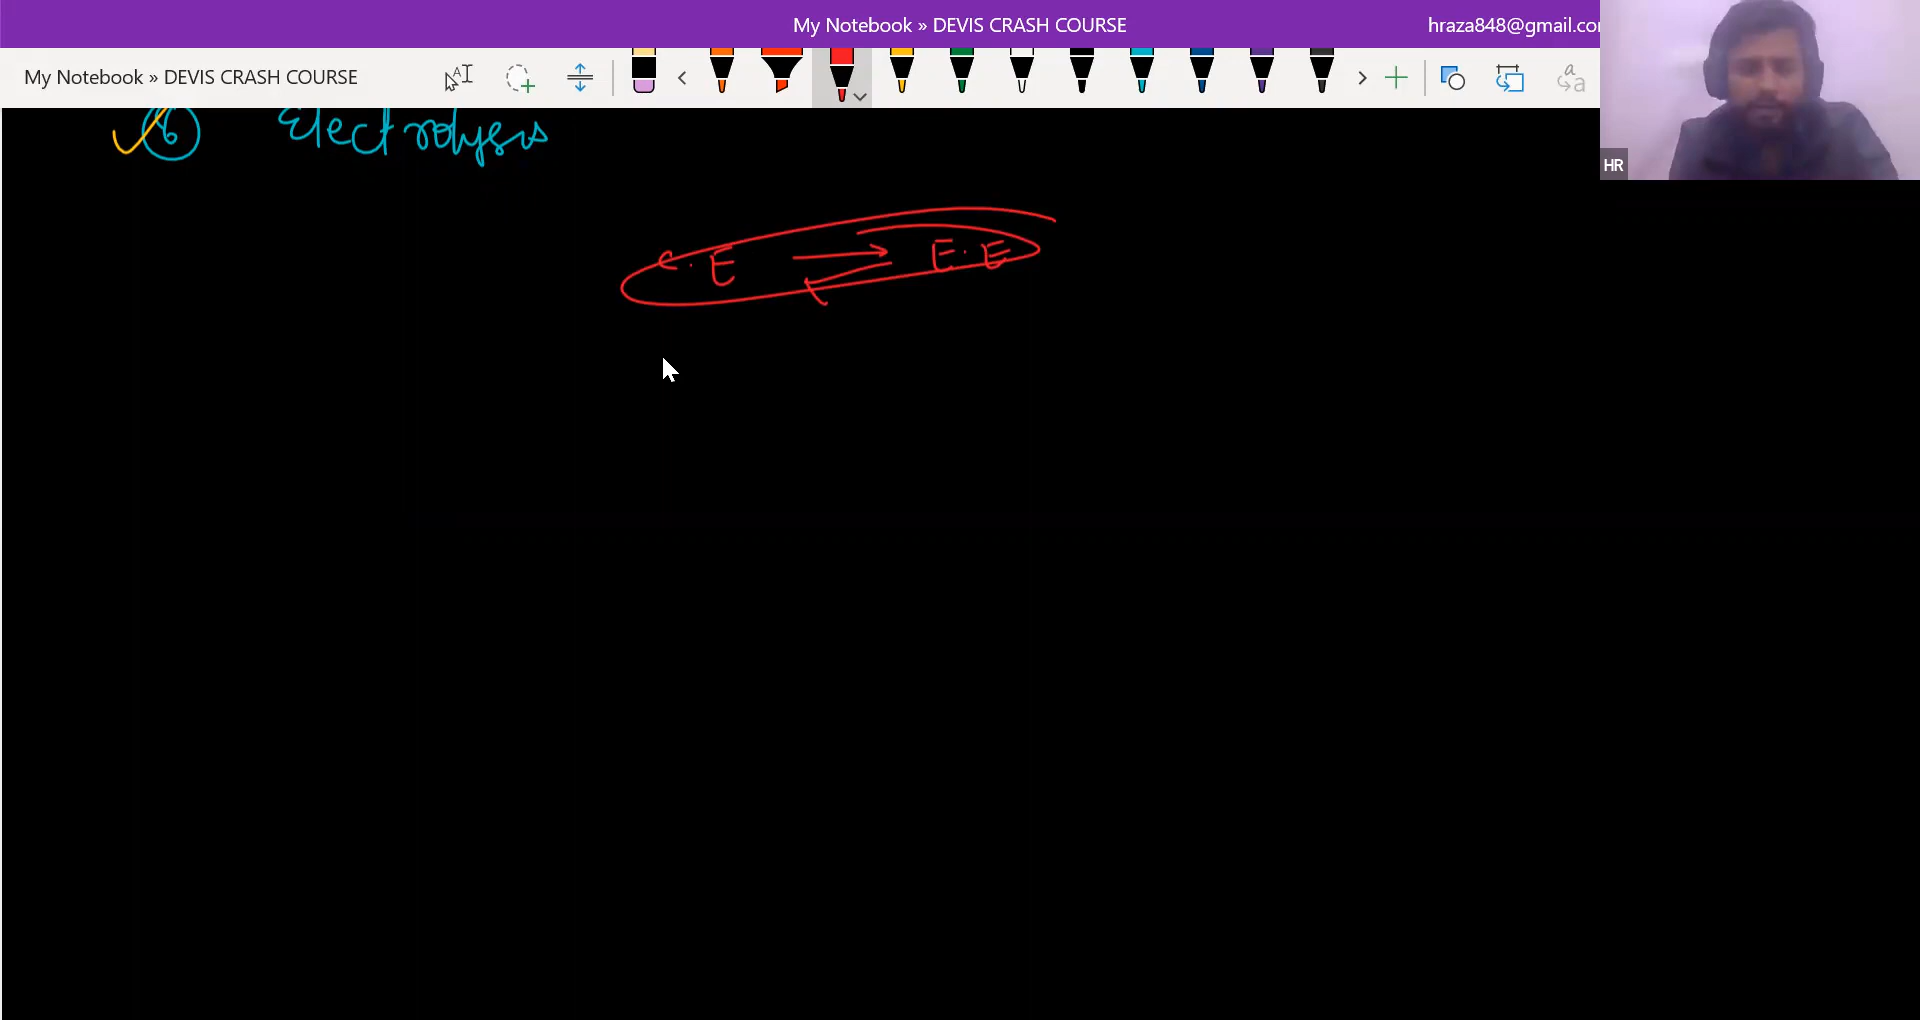 My Notebook » DEVIS CRASH COURSE
hraza848@gmail.co
My Notebook » DEVIS CRASH COURSE
HR
6 Electrolysis
C.E ⇌ E.E